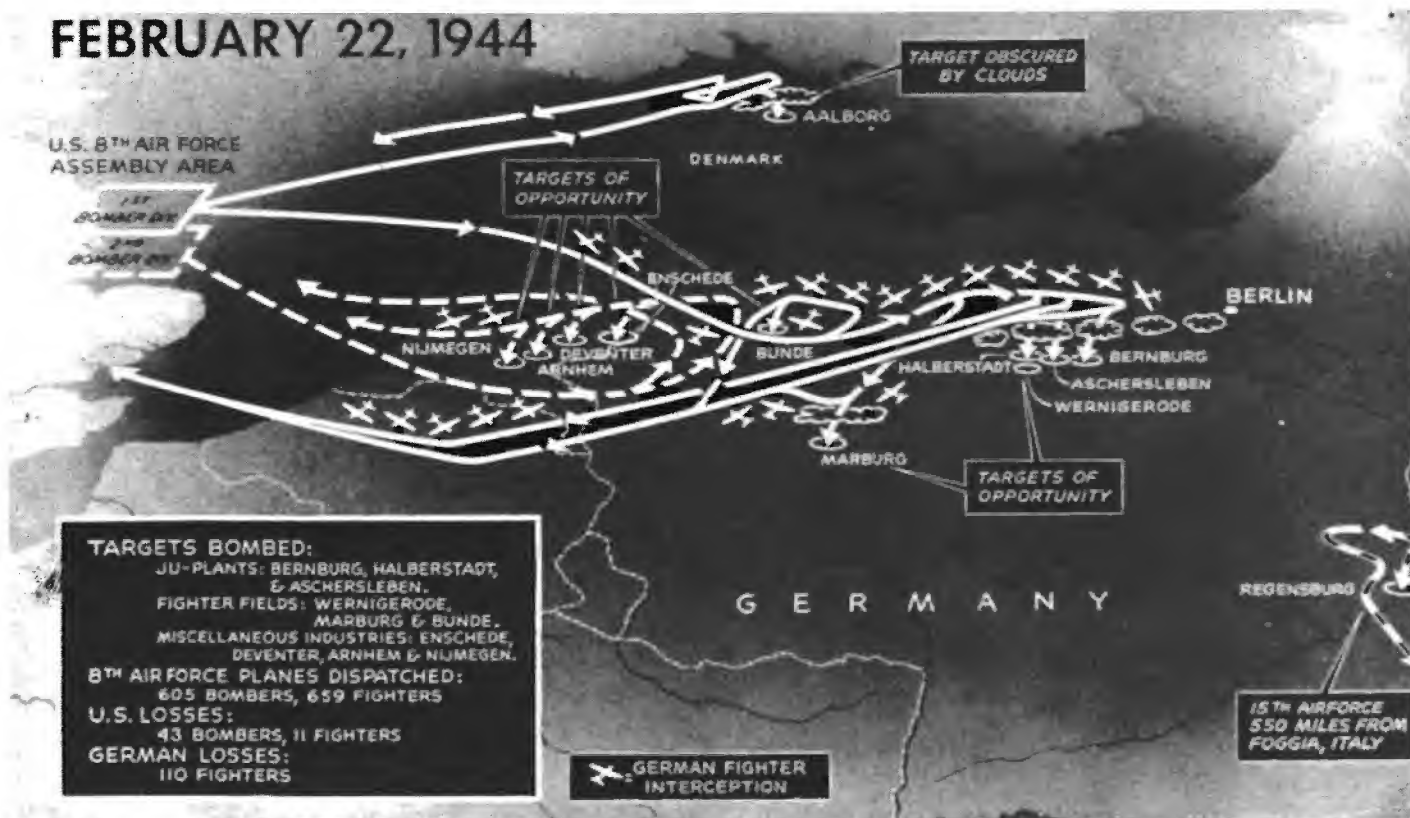 FEBRUARY 22, 1944
TARGET OBSCURED
BY CLOUDS
AALBORG
U.S. 8TH AIR FORCE
ASSEMBLY AREA
DENMARK
TARGETS OF
OPPORTUNITY
1ST
BOMBER DIV.
2ND
BOMBER DIV.
ENSCHEDE
BERLIN
NIJMEGEN
DEVENTER
ARNHEM
BUNDE
HALBERSTADT
BERNBURG
ASCHERSLEBEN
WERNIGERODE
MARBURG
TARGETS OF
OPPORTUNITY
TARGETS BOMBED:
JU-PLANTS: BERNBURG, HALBERSTADT,
& ASCHERSLEBEN.
FIGHTER FIELDS: WERNIGERODE,
MARBURG & BUNDE.
MISCELLANEOUS INDUSTRIES: ENSCHEDE,
DEVENTER, ARNHEM & NIJMEGEN.
8TH AIR FORCE PLANES DISPATCHED:
605 BOMBERS, 659 FIGHTERS
U.S. LOSSES:
43 BOMBERS, 11 FIGHTERS
GERMAN LOSSES:
110 FIGHTERS
GERMANY
REGENSBURG
15TH AIRFORCE
550 MILES FROM
FOGGIA, ITALY
= GERMAN FIGHTER
INTERCEPTION